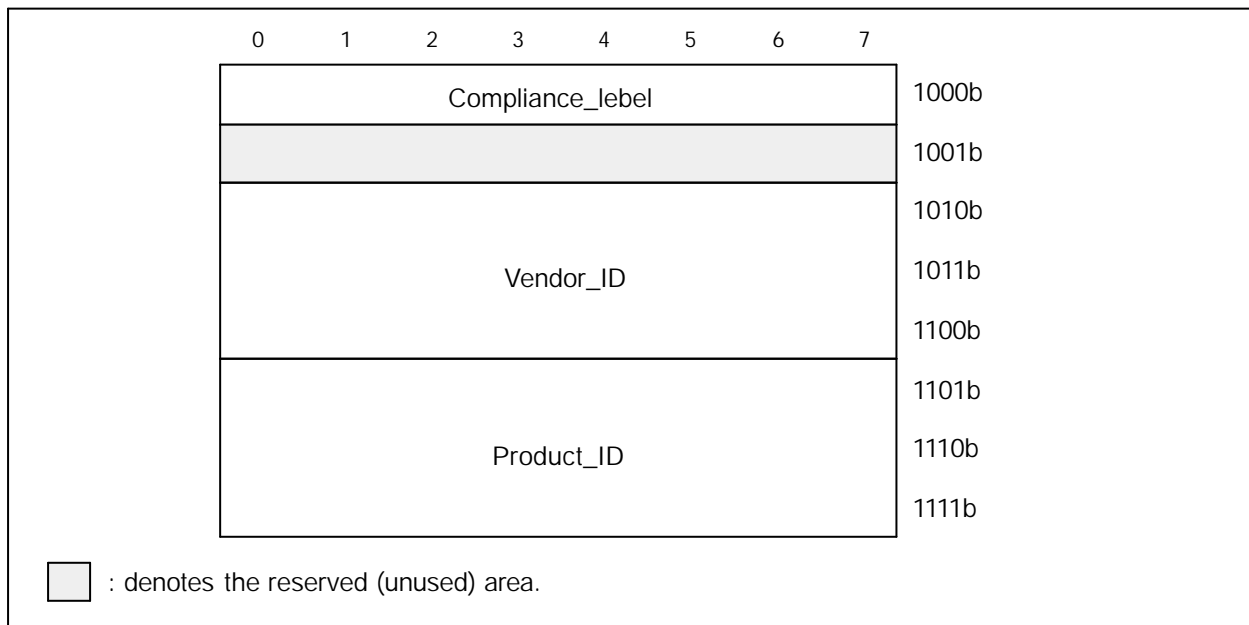 0 1 2 3 4 5 6 7
Compliance_lebel 1000b
1001b
1010b
Vendor_ID 1011b
1100b
1101b
Product_ID 1110b
1111b
: denotes the reserved (unused) area.